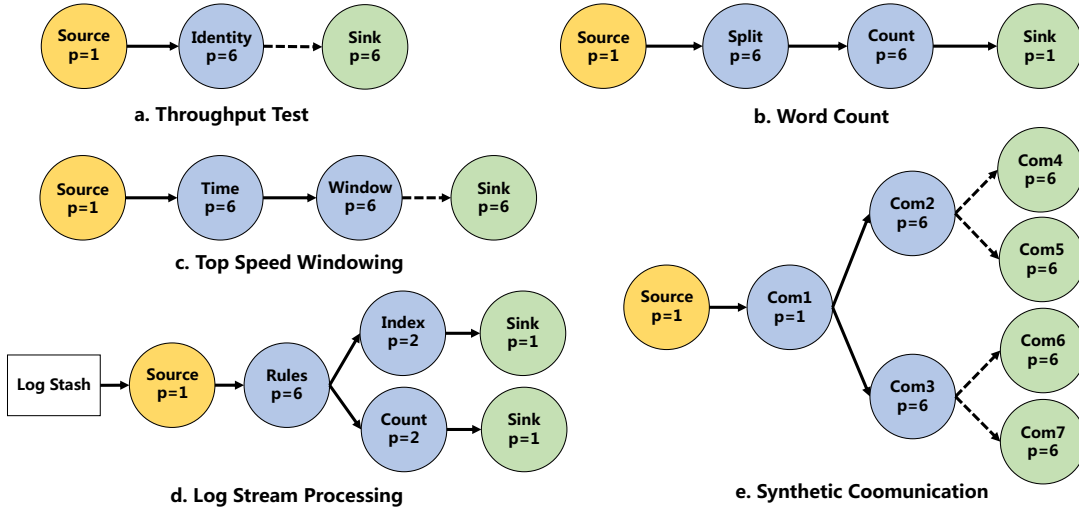 Source
p=1
Identity
p=6
Sink
p=6
a. Throughput Test
Source
p=1
Split
p=6
Count
p=6
Sink
p=1
b. Word Count
Source
p=1
Time
p=6
Window
p=6
Sink
p=6
c. Top Speed Windowing
Log Stash
Source
p=1
Rules
p=6
Index
p=2
Sink
p=1
Count
p=2
Sink
p=1
d. Log Stream Processing
Source
p=1
Com1
p=1
Com2
p=6
Com3
p=6
Com4
p=6
Com5
p=6
Com6
p=6
Com7
p=6
e. Synthetic Coomunication